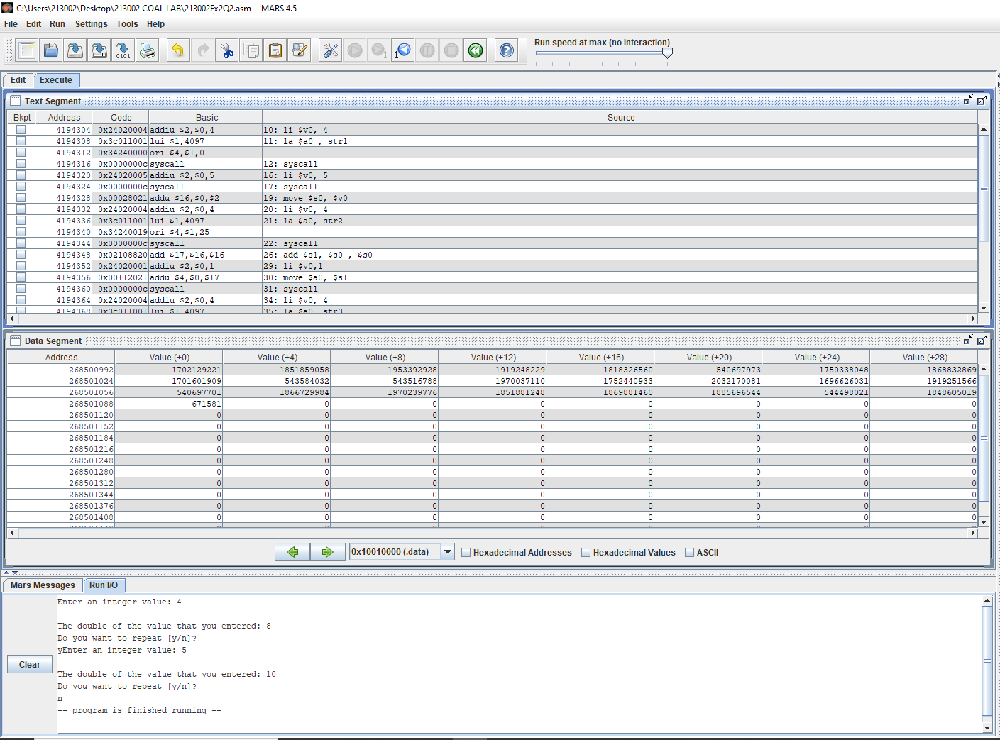 C:\Users\213002\Desktop\213002 COAL LAB\213002Ex2Q2.asm - MARS 4.5
File Edit Run Settings Tools Help
Run speed at max (no interaction)
Edit Execute
Text Segment
Bkpt Address Code Basic Source
4194304 0x24020004 addiu $2,$0,4 10: li $v0, 4
4194308 0x3c011001 lui $1,4097 11: la $a0 , str1
4194312 0x34240000 ori $4,$1,0
4194316 0x0000000c syscall 12: syscall
4194320 0x24020005 addiu $2,$0,5 16: li $v0, 5
4194324 0x0000000c syscall 17: syscall
4194328 0x00028021 addu $16,$0,$2 19: move $s0, $v0
4194332 0x24020004 addiu $2,$0,4 20: li $v0, 4
4194336 0x3c011001 lui $1,4097 21: la $a0, str2
4194340 0x34240019 ori $4,$1,25
4194344 0x0000000c syscall 22: syscall
4194348 0x02108820 add $17,$16,$16 26: add $s1, $s0 , $s0
4194352 0x24020001 addiu $2,$0,1 29: li $v0,1
4194356 0x00112021 addu $4,$0,$17 30: move $a0, $s1
4194360 0x0000000c syscall 31: syscall
4194364 0x24020004 addiu $2,$0,4 34: li $v0, 4
4194368 0x3c011001 lui $1,4097 35: la $a0, str3
Data Segment
Address Value (+0) Value (+4) Value (+8) Value (+12) Value (+16) Value (+20) Value (+24) Value (+28)
268500992 1702129221 1851859058 1953392928 1919248229 1818326560 540697973 1750338048 1868832869
268501024 1701601909 543584032 543516788 1970037110 1752440933 2032170081 1696626031 1919251566
268501056 540697701 1866729984 1970239776 1851881248 1869881460 1885696544 544498021 1848605019
268501088 671581 0 0 0 0 0 0 0
268501120 0 0 0 0 0 0 0 0
268501152 0 0 0 0 0 0 0 0
268501184 0 0 0 0 0 0 0 0
268501216 0 0 0 0 0 0 0 0
268501248 0 0 0 0 0 0 0 0
268501280 0 0 0 0 0 0 0 0
268501312 0 0 0 0 0 0 0 0
268501344 0 0 0 0 0 0 0 0
268501376 0 0 0 0 0 0 0 0
268501408 0 0 0 0 0 0 0 0
0x10010000 (.data) Hexadecimal Addresses Hexadecimal Values ASCII
Mars Messages Run I/O
Clear
Enter an integer value: 4
The double of the value that you entered: 8
Do you want to repeat [y/n]?
yEnter an integer value: 5
The double of the value that you entered: 10
Do you want to repeat [y/n]?
n
-- program is finished running --